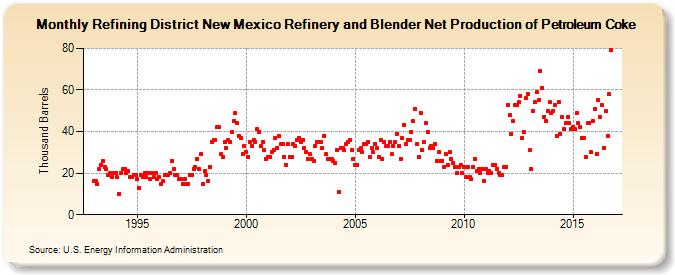 Monthly Refining District New Mexico Refinery and Blender Net Production of Petroleum Coke
Thousand Barrels
80
60
40
20
0
1995 2000 2005 2010 2015
Source: U.S. Energy Information Administration